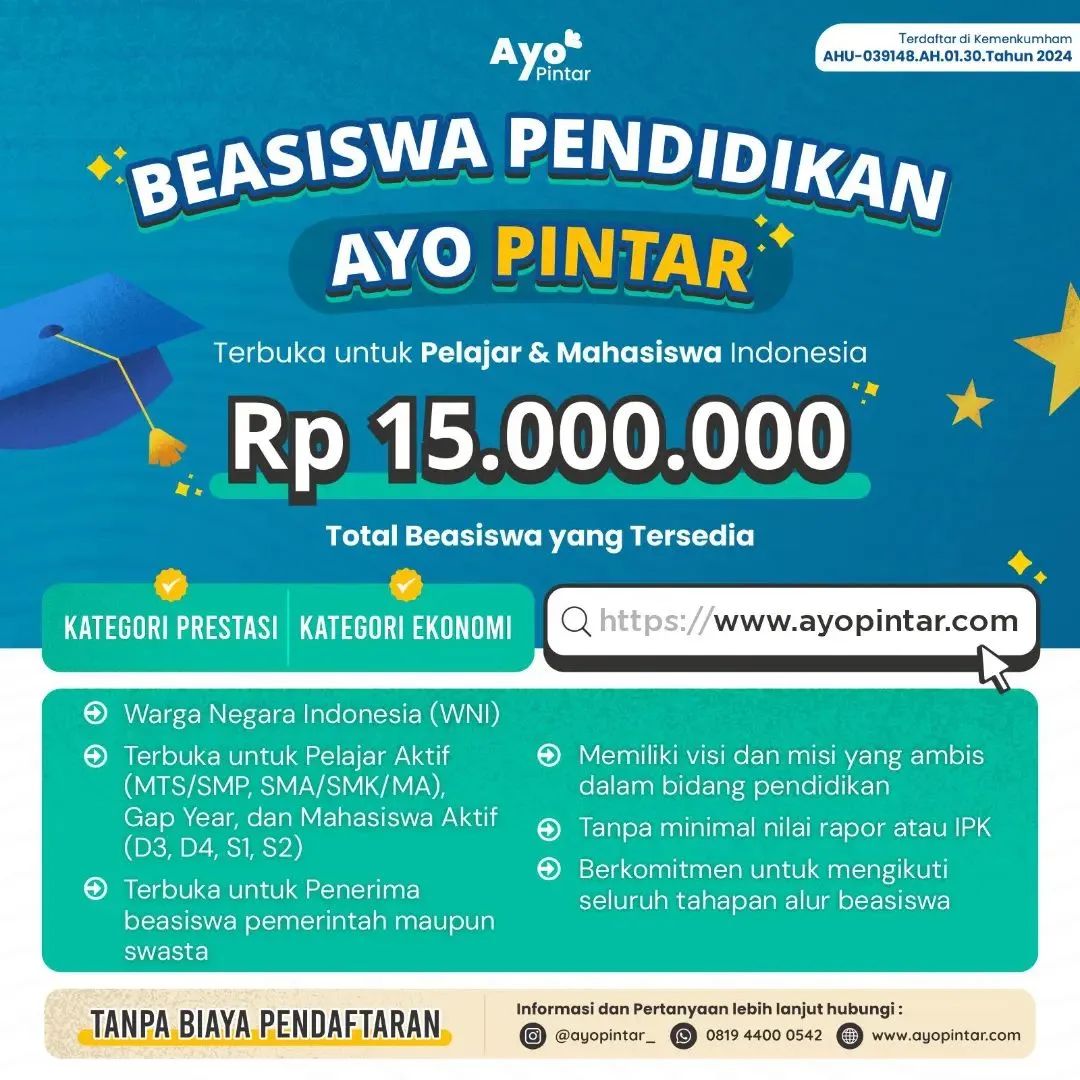 Ayo
Pintar
Terdaftar di Kemenkumham
AHU-039148.AH.01.30.Tahun 2024
BEASISWA PENDIDIKAN
AYO PINTAR
Terbuka untuk Pelajar & Mahasiswa Indonesia
Rp 15.000.000
Total Beasiswa yang Tersedia
KATEGORI PRESTASI
KATEGORI EKONOMI
https://www.ayopintar.com
Warga Negara Indonesia (WNI)
Terbuka untuk Pelajar Aktif
(MTS/SMP, SMA/SMK/MA),
Gap Year, dan Mahasiswa Aktif
(D3, D4, S1, S2)
Terbuka untuk Penerima
beasiswa pemerintah maupun
swasta
Memiliki visi dan misi yang ambis
dalam bidang pendidikan
Tanpa minimal nilai rapor atau IPK
Berkomitmen untuk mengikuti
seluruh tahapan alur beasiswa
TANPA BIAYA PENDAFTARAN
Informasi dan Pertanyaan lebih lanjut hubungi :
@ayopintar_ 0819 4400 0542 www.ayopintar.com